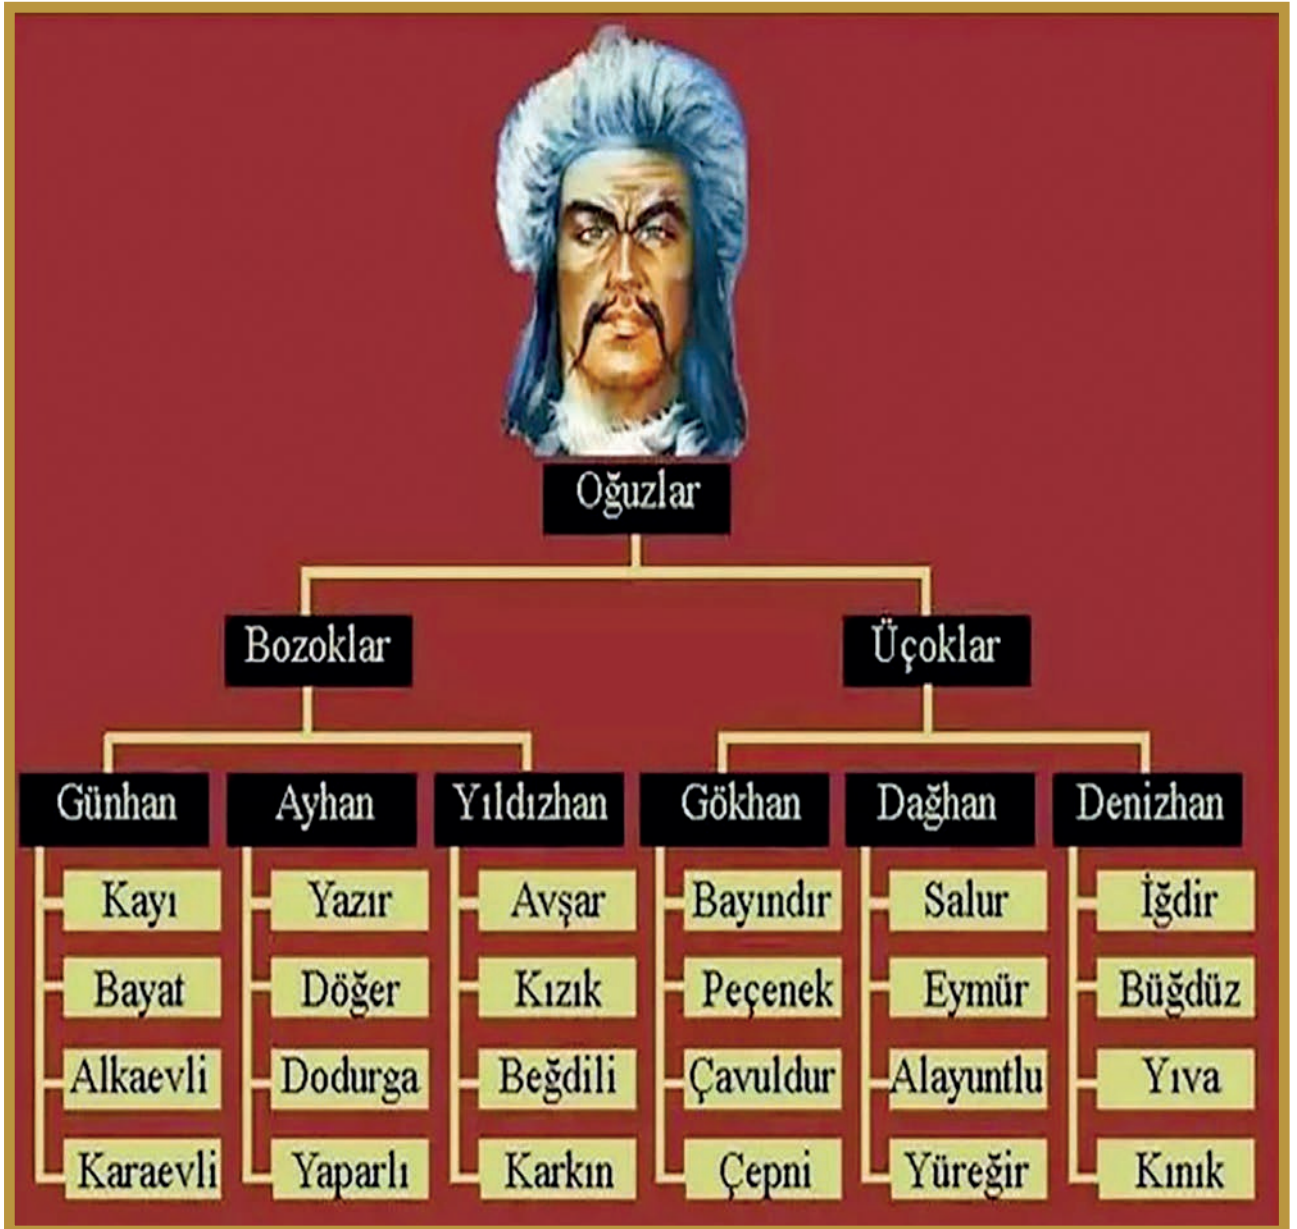 Oğuzlar
Bozoklar
Üçoklar
Günhan
Ayhan
Yıldızhan
Gökhan
Dağhan
Denizhan
Kayı
Yazır
Avşar
Bayındır
Salur
İğdir
Bayat
Döğer
Kızık
Peçenek
Eymür
Büğdüz
Alkaevli
Dodurga
Beğdili
Çavuldur
Alayuntlu
Yıva
Karaevli
Yaparlı
Karkın
Çepni
Yüreğir
Kınık